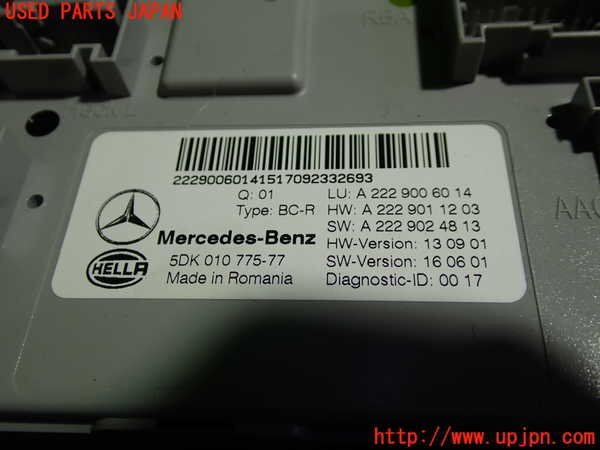 USED PARTS JAPAN
2229006014151709233​2693
Q: 01
Type: BC-R
LU: A 222 900 60 14
HW: A 222 901 12 03
SW: A 222 902 48 13
Mercedes-Benz
HW-Version: 13 09 01
HELLA
5DK 010 775-77
SW-Version: 16 06 01
Made in Romania
Diagnostic-ID: 00 17
http://www.upjpn.com/